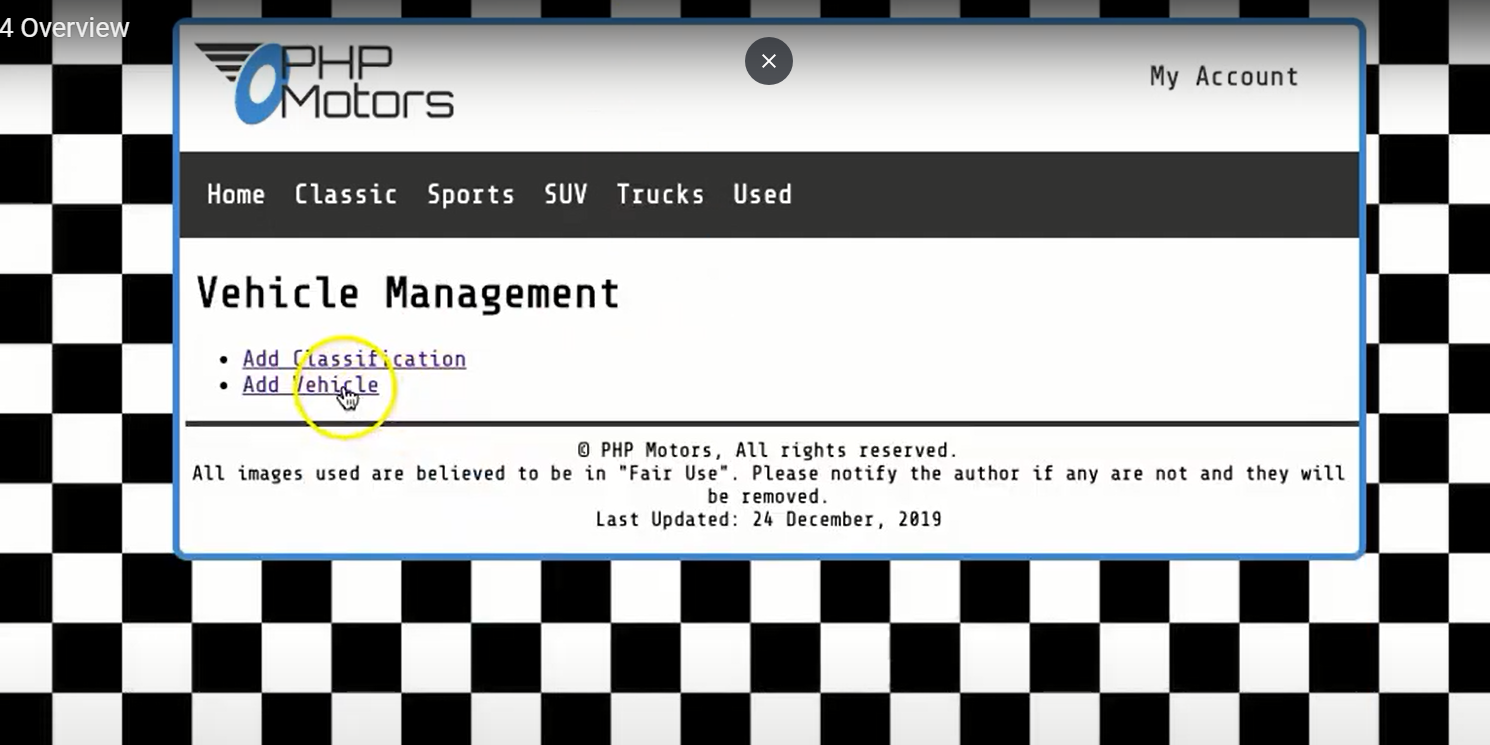 4 Overview
PHP
Motors
My Account
Home Classic Sports SUV Trucks Used
Vehicle Management
Add Classification
Add Vehicle
© PHP Motors, All rights reserved.
All images used are believed to be in "Fair Use". Please notify the author if any are not and they will
be removed.
Last Updated: 24 December, 2019